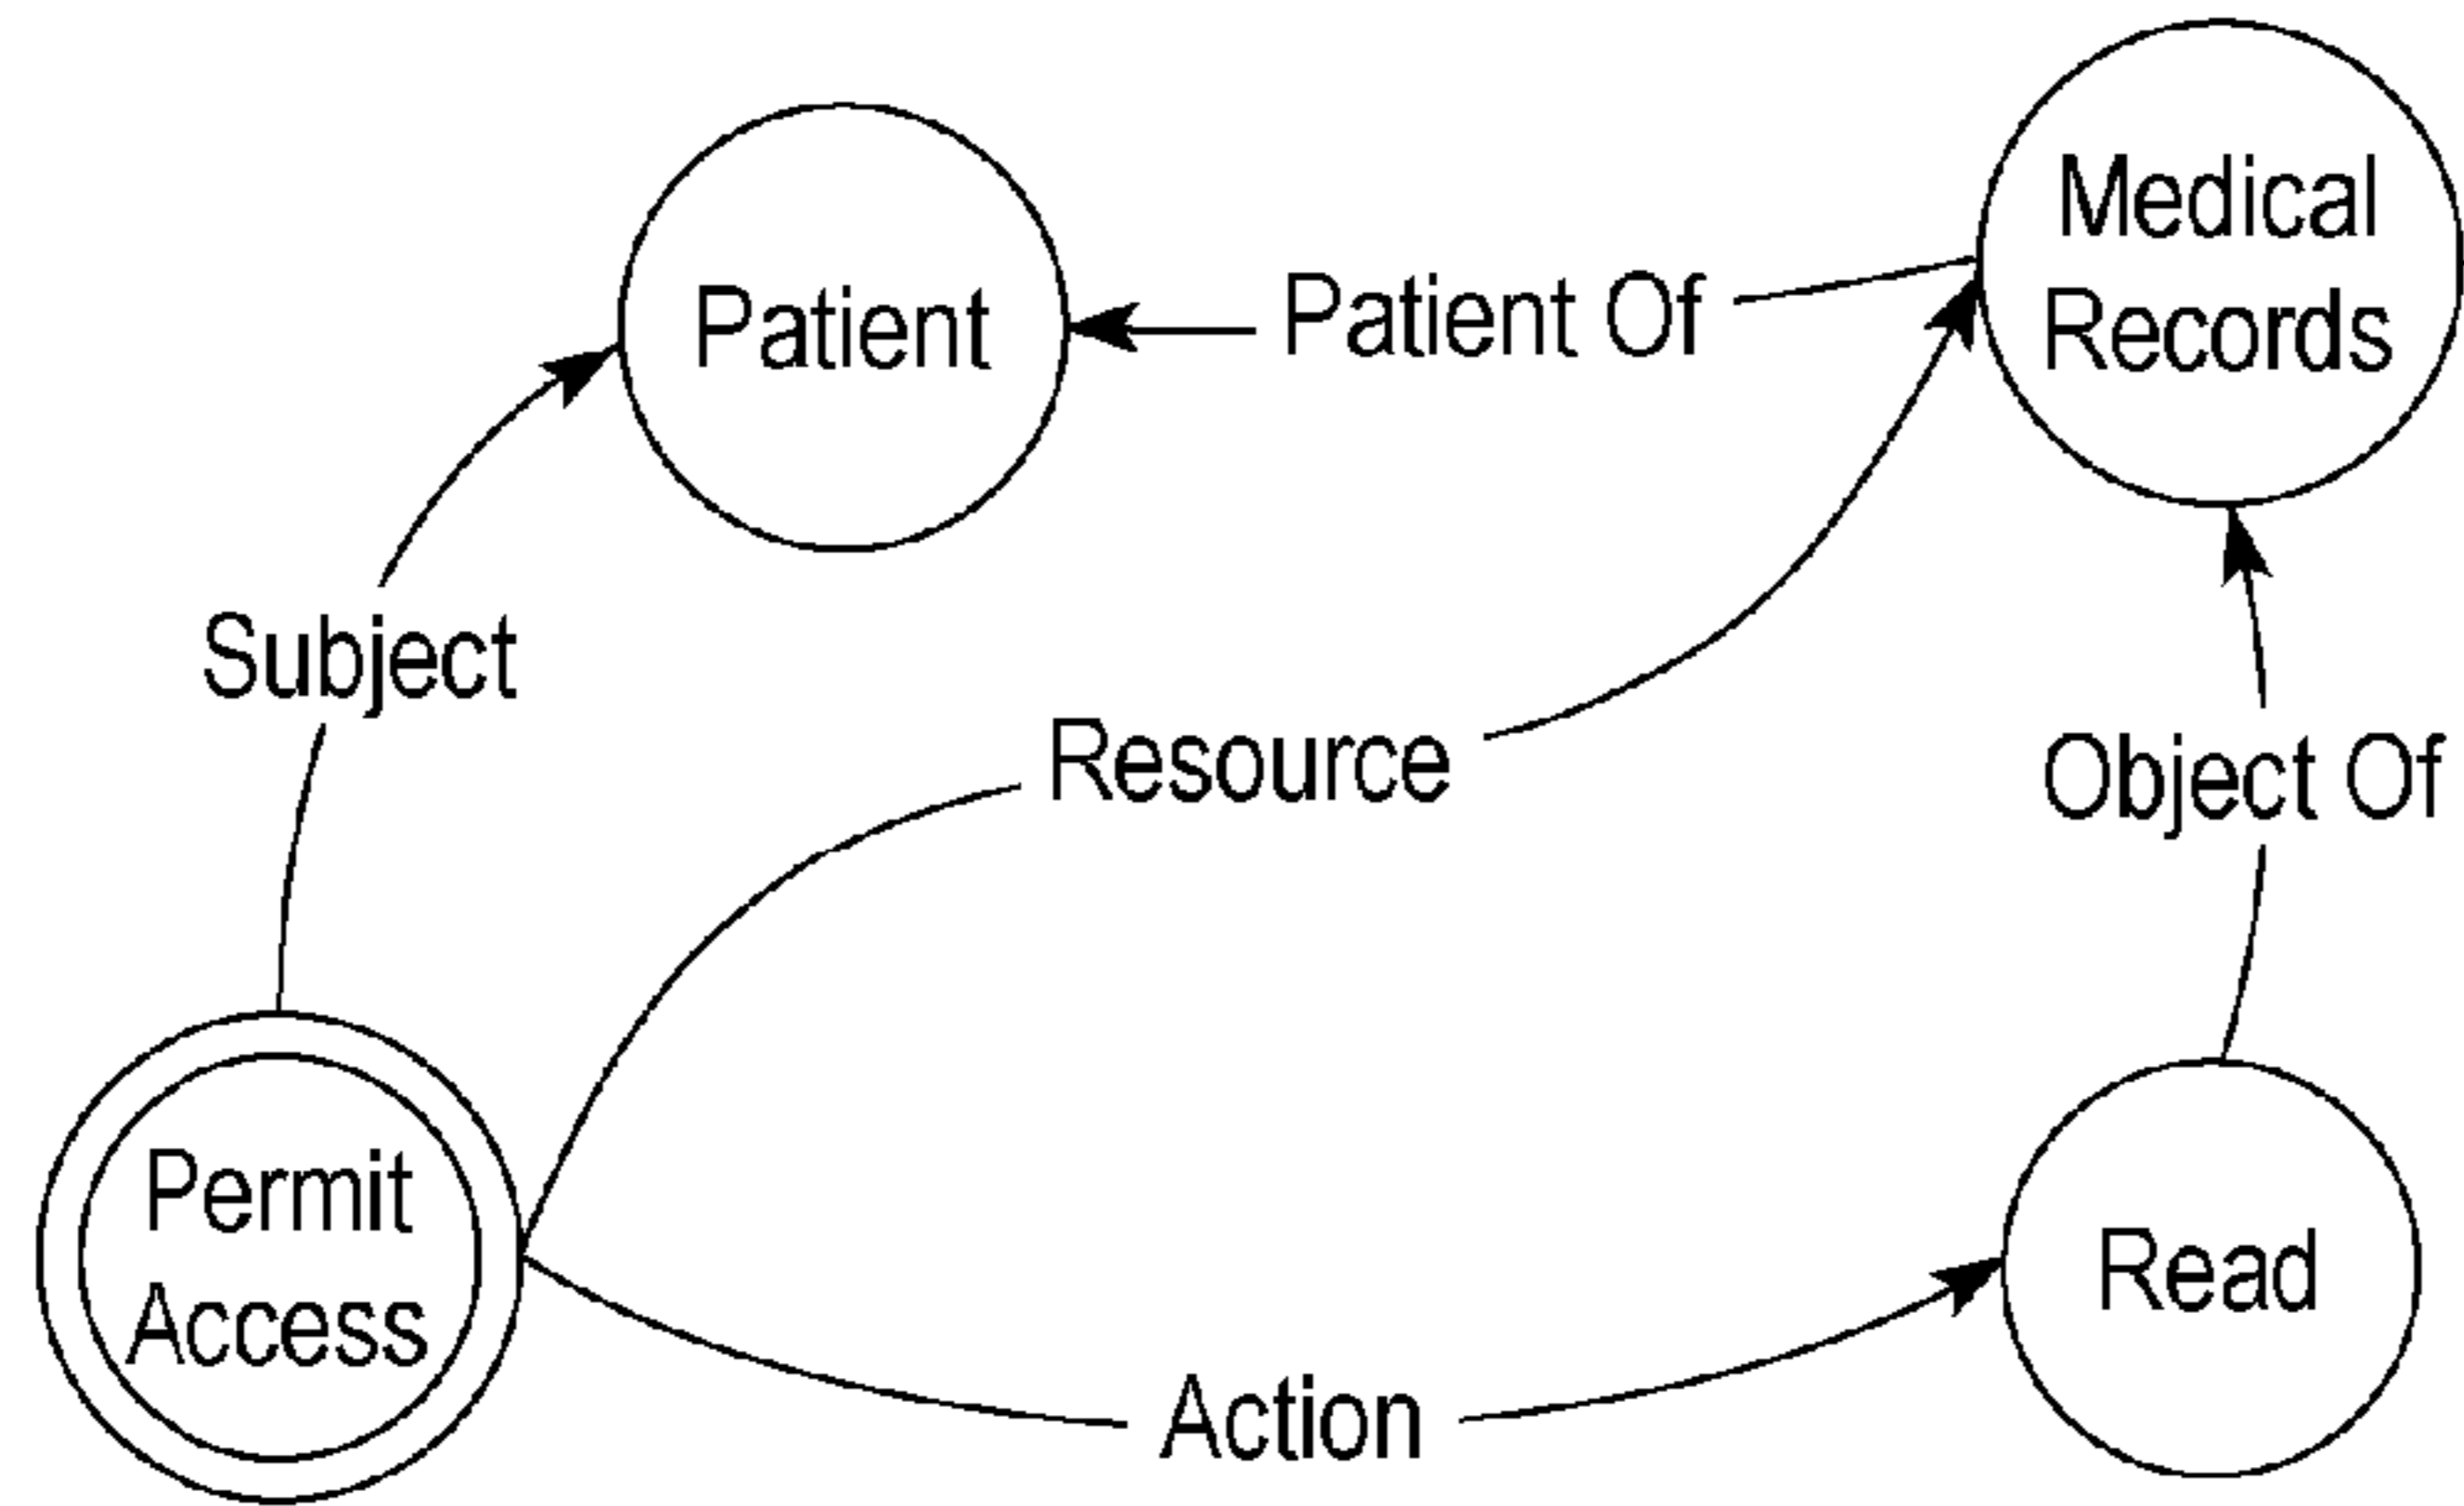 Medical
Records
Patient
Patient Of
Subject
Resource
Object Of
Permit
Access
Read
Action